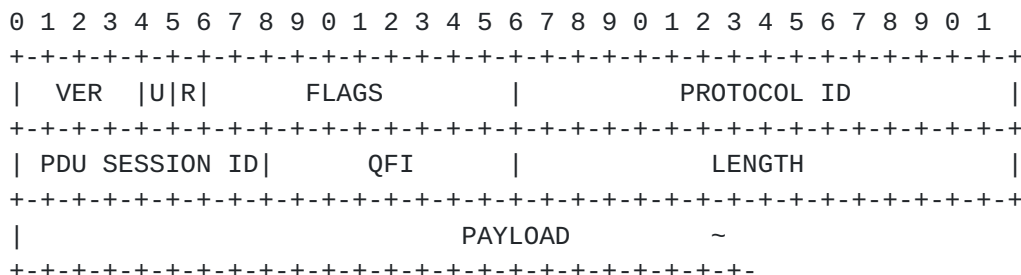 0 1 2 3 4 5 6 7 8 9 0 1 2 3 4 5 6 7 8 9 0 1 2 3 4 5 6 7 8 9 0 1
+-+-+-+-+-+-+-+-+-+-+-+-+-+-+-+-+-+-+-+-+-+-+-+-+-+-+-+-+-+-+-+-+
|  VER  |U|R|      FLAGS        |          PROTOCOL ID          |
+-+-+-+-+-+-+-+-+-+-+-+-+-+-+-+-+-+-+-+-+-+-+-+-+-+-+-+-+-+-+-+-+
| PDU SESSION ID|      QFI      |            LENGTH             |
+-+-+-+-+-+-+-+-+-+-+-+-+-+-+-+-+-+-+-+-+-+-+-+-+-+-+-+-+-+-+-+-+
|                            PAYLOAD         ~
+-+-+-+-+-+-+-+-+-+-+-+-+-+-+-+-+-+-+-+-+-+-+-+-